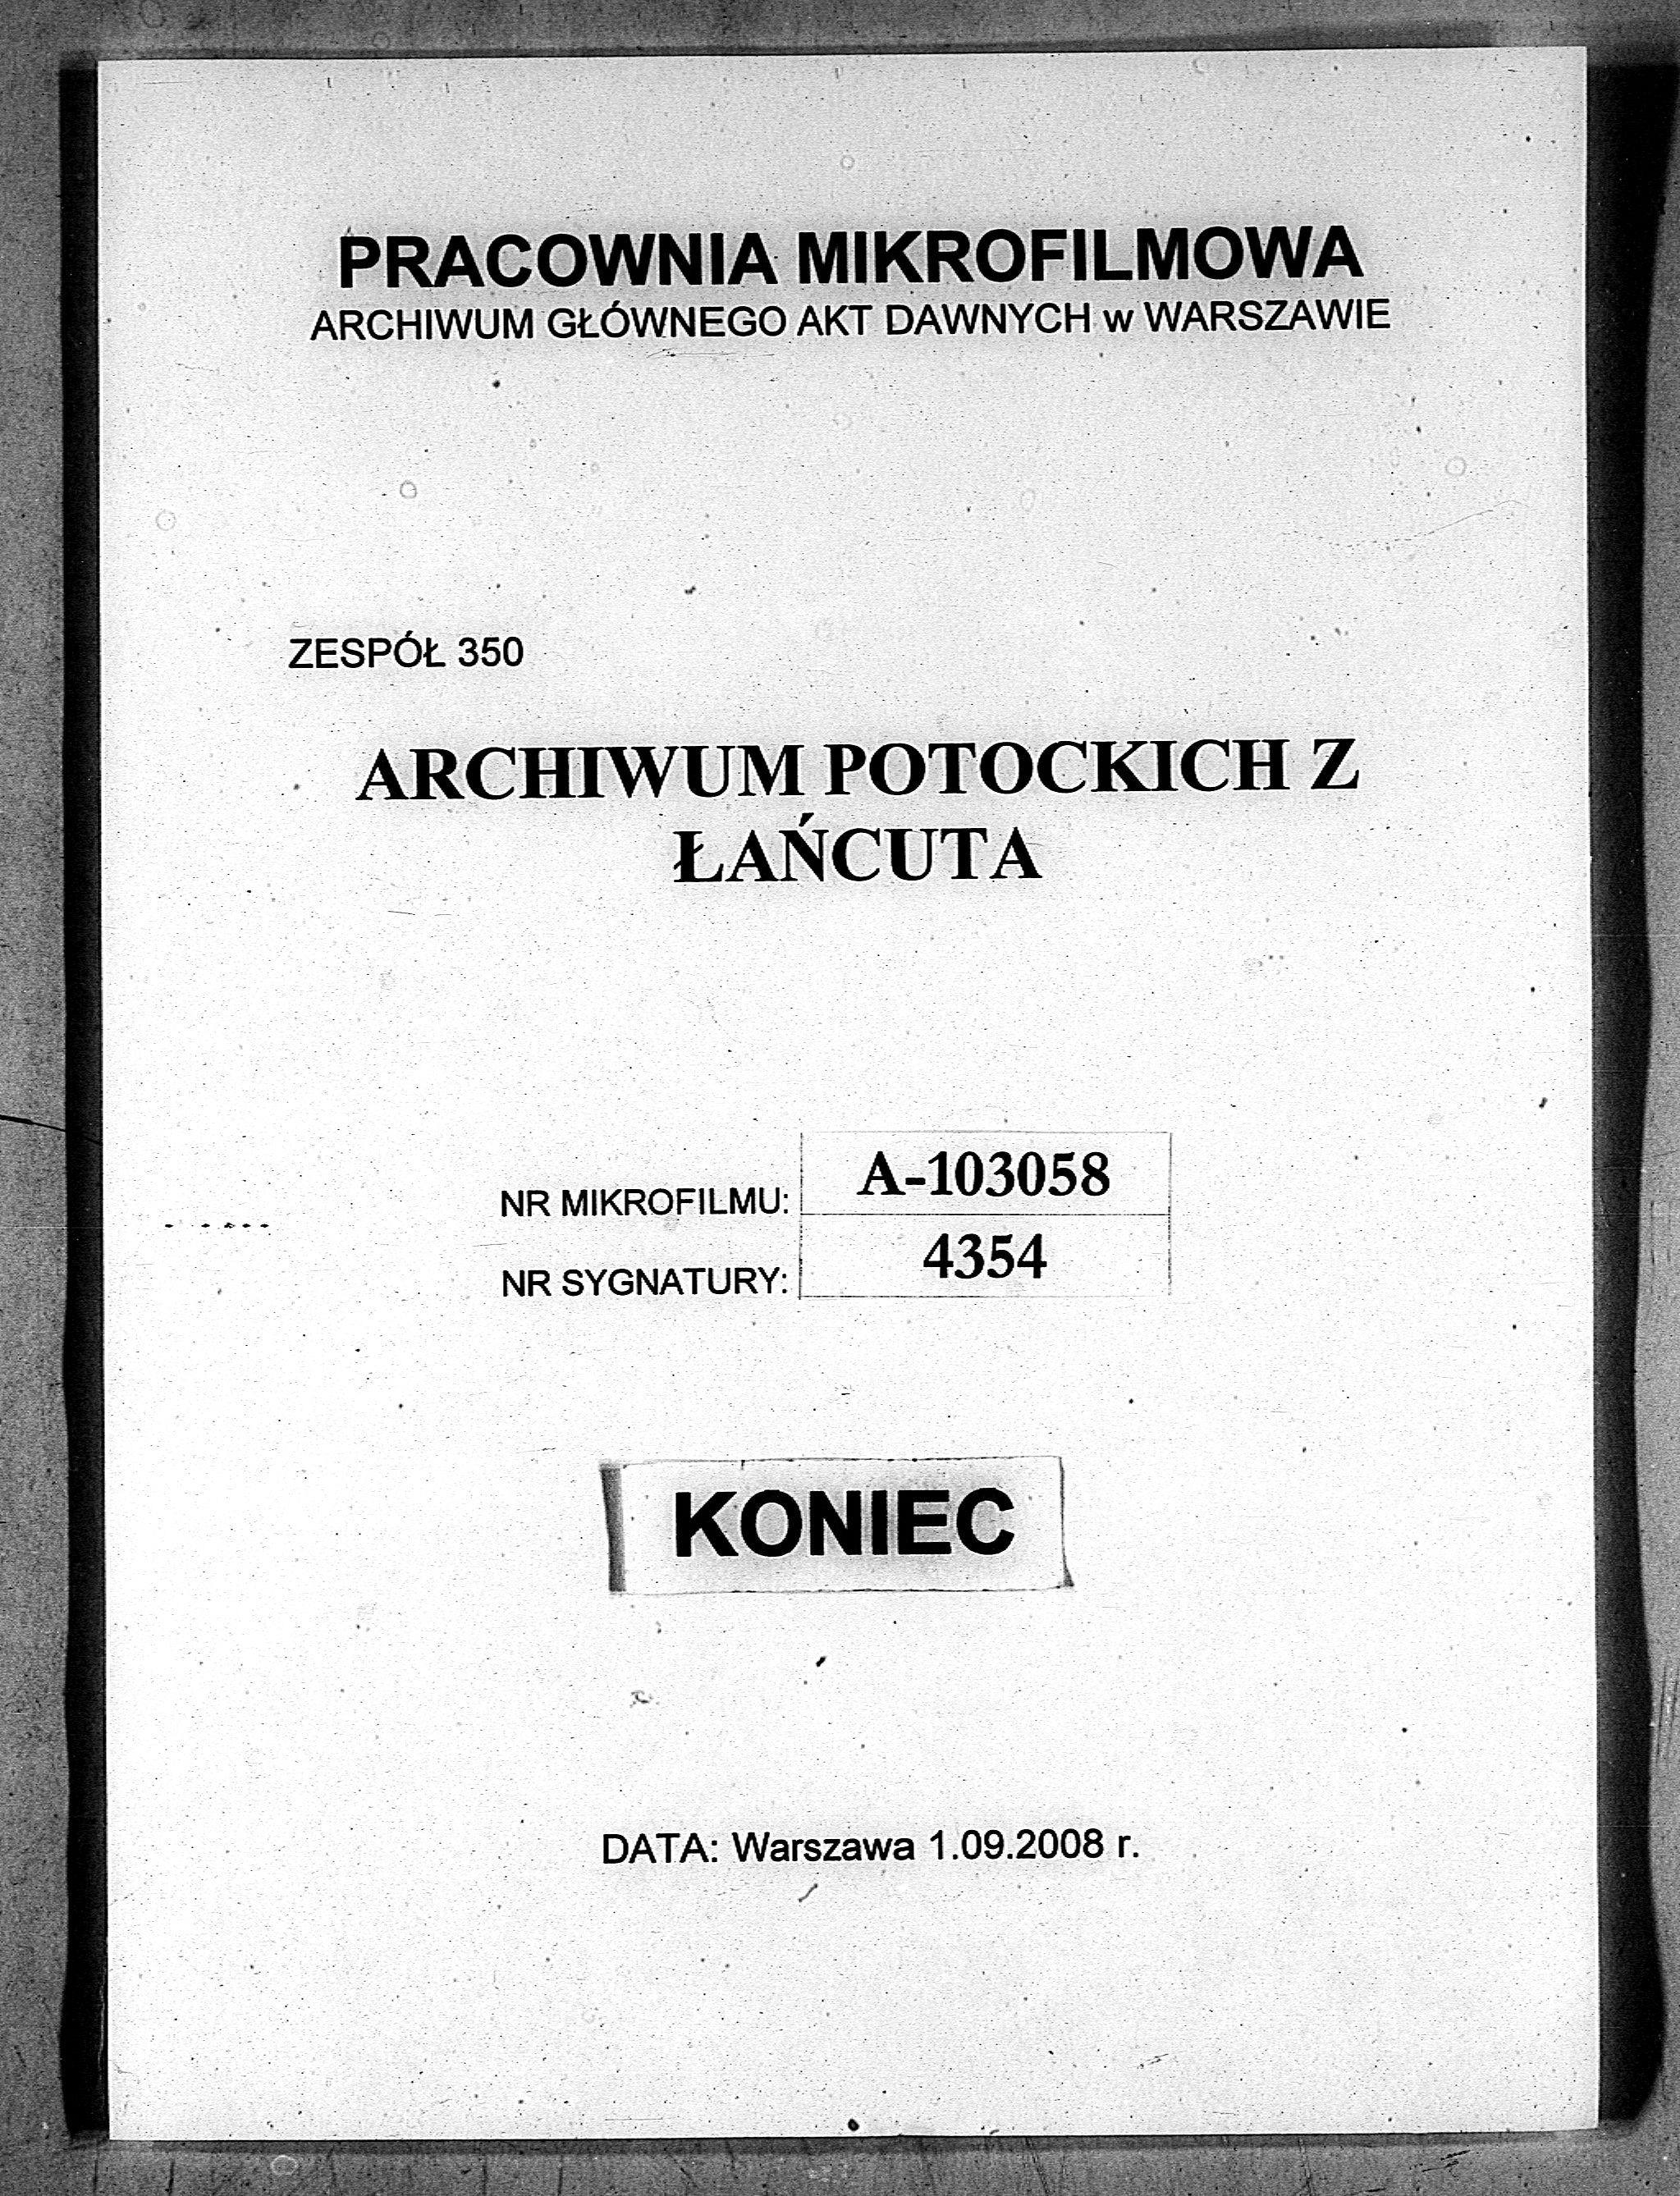 PRACOWNIA MIKROFILMOWA
ARCHIWUM GŁÓWNEGO AKT DAWNYCH w WARSZAWIE
ZESPÓŁ 350
ARCHIWUM POTOCKICH Z
ŁAŃCUTA
NR MIKROFILMU: A-103058
NR SYGNATURY: 4354
KONIEC
DATA: Warszawa 1.09.2008 r.